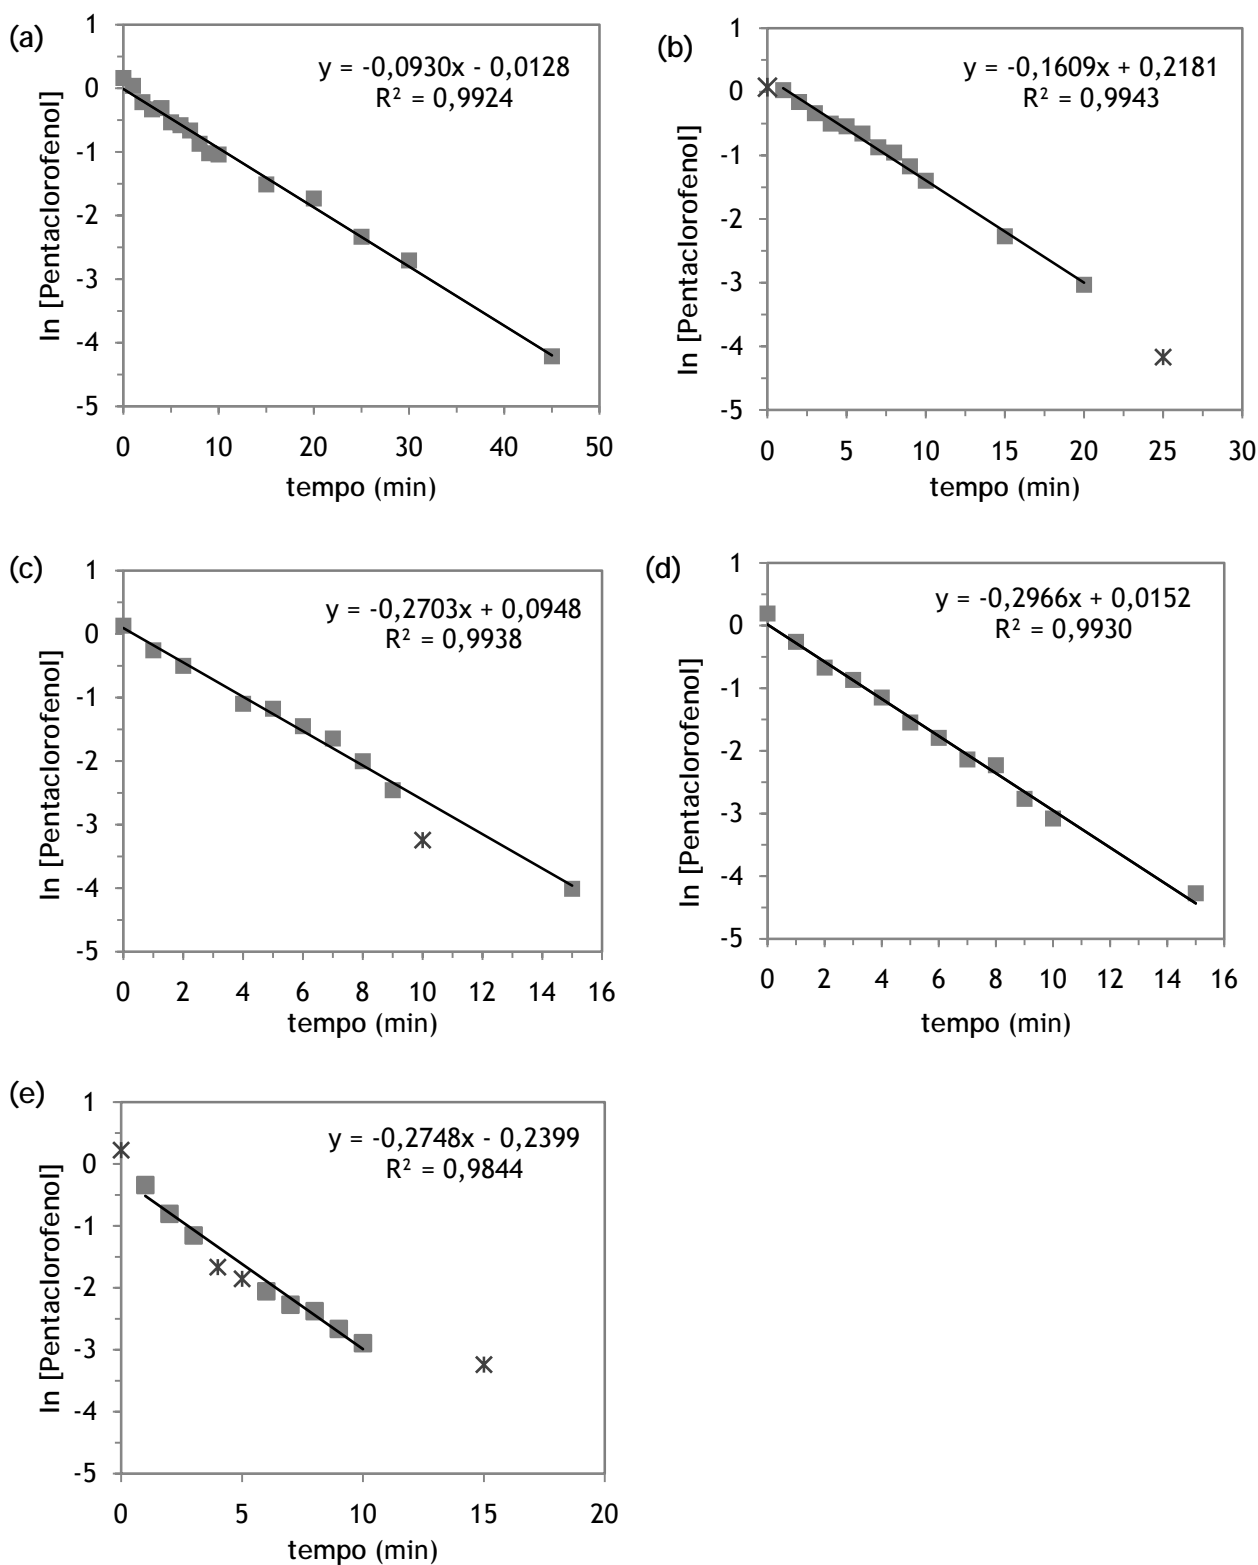 (a)
y = -0,0930x - 0,0128
R² = 0,9924
ln [Pentaclorofenol]
1
0
-1
-2
-3
-4
-5
0 10 20 30 40 50
tempo (min)
(b)
y = -0,1609x + 0,2181
R² = 0,9943
ln [Pentaclorofenol]
1
0
-1
-2
-3
-4
-5
0 5 10 15 20 25 30
tempo (min)
(c)
y = -0,2703x + 0,0948
R² = 0,9938
ln [Pentaclorofenol]
1
0
-1
-2
-3
-4
-5
0 2 4 6 8 10 12 14 16
tempo (min)
(d)
y = -0,2966x + 0,0152
R² = 0,9930
ln [Pentaclorofenol]
1
0
-1
-2
-3
-4
-5
0 2 4 6 8 10 12 14 16
tempo (min)
(e)
y = -0,2748x - 0,2399
R² = 0,9844
ln [Pentaclorofenol]
1
0
-1
-2
-3
-4
-5
0 5 10 15 20
tempo (min)